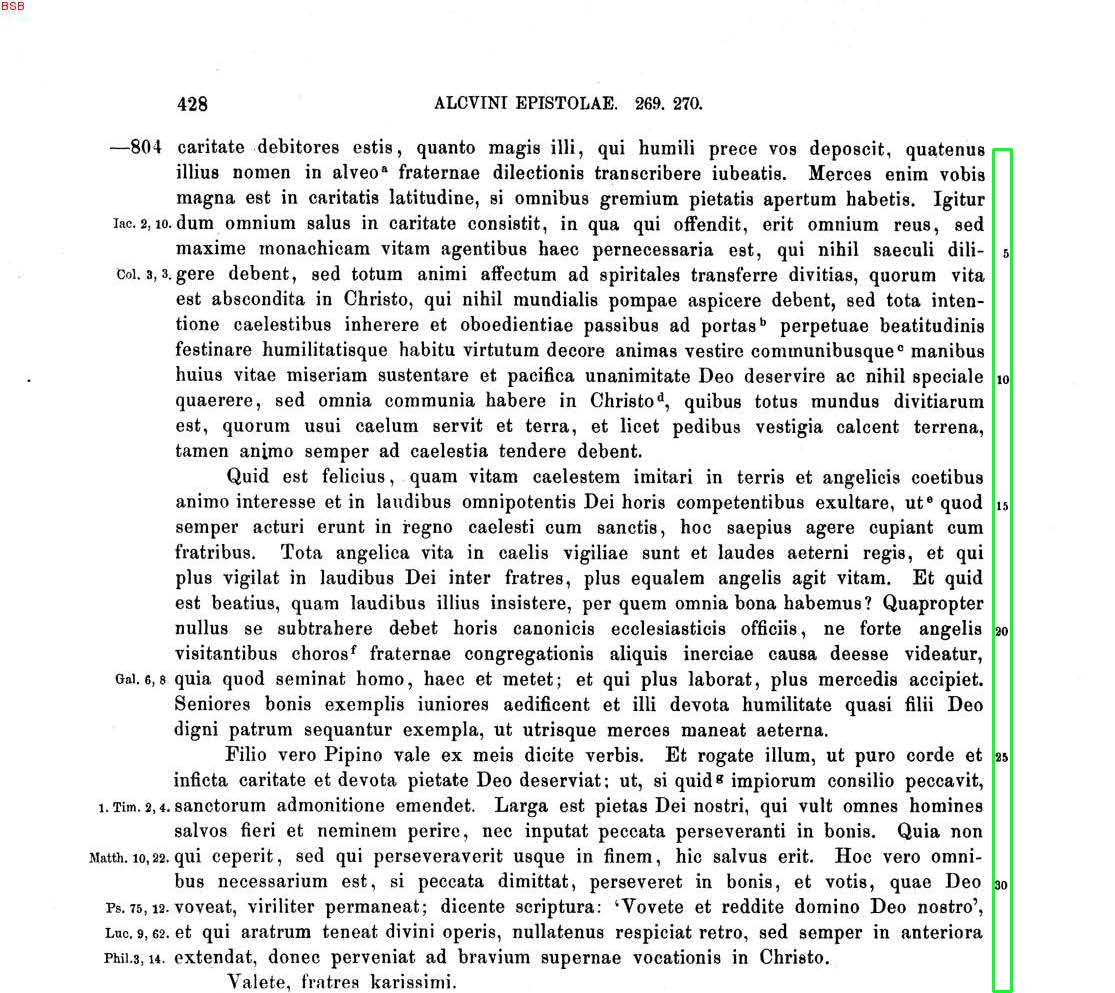 BSB
428 ALCVINI EPISTOLAE. 269. 270.
—804 caritate debitores estis, quanto magis illi, qui humili prece vos deposcit, quatenus
illius nomen in alveoᵃ fraternae dilectionis transcribere iubeatis. Merces enim vobis
magna est in caritatis latitudine, si omnibus gremium pietatis apertum habetis. Igitur
Iac. 2, 10. dum omnium salus in caritate consistit, in qua qui offendit, erit omnium reus, sed
maxime monachicam vitam agentibus haec pernecessaria est, qui nihil saeculi dili- 5
Col. 3, 3. gere debent, sed totum animi affectum ad spiritales transferre divitias, quorum vita
est abscondita in Christo, qui nihil mundialis pompae aspicere debent, sed tota inten-
tione caelestibus inherere et oboedientiae passibus ad portasᵇ perpetuae beatitudinis
festinare humilitatisque habitu virtutum decore animas vestire communibusqueᶜ manibus
huius vitae miseriam sustentare et pacifica unanimitate Deo deservire ac nihil speciale 10
quaerere, sed omnia communia habere in Christoᵈ, quibus totus mundus divitiarum
est, quorum usui caelum servit et terra, et licet pedibus vestigia calcent terrena,
tamen animo semper ad caelestia tendere debent.
Quid est felicius, quam vitam caelestem imitari in terris et angelicis coetibus
animo interesse et in laudibus omnipotentis Dei horis competentibus exultare, utᵉ quod 15
semper acturi erunt in regno caelesti cum sanctis, hoc saepius agere cupiant cum
fratribus. Tota angelica vita in caelis vigiliae sunt et laudes aeterni regis, et qui
plus vigilat in laudibus Dei inter fratres, plus equalem angelis agit vitam. Et quid
est beatius, quam laudibus illius insistere, per quem omnia bona habemus? Quapropter
nullus se subtrahere debet horis canonicis ecclesiasticis officiis, ne forte angelis 20
visitantibus chorosᶠ fraternae congregationis aliquis inerciae causa deesse videatur,
Gal. 6, 8 quia quod seminat homo, haec et metet; et qui plus laborat, plus mercedis accipiet.
Seniores bonis exemplis iuniores aedificent et illi devota humilitate quasi filii Deo
digni patrum sequantur exempla, ut utrisque merces maneat aeterna.
Filio vero Pipino vale ex meis dicite verbis. Et rogate illum, ut puro corde et 25
inficta caritate et devota pietate Deo deserviat; ut, si quidᵍ impiorum consilio peccavit,
1. Tim. 2, 4. sanctorum admonitione emendet. Larga est pietas Dei nostri, qui vult omnes homines
salvos fieri et neminem perire, nec inputat peccata perseveranti in bonis. Quia non
Matth. 10, 22. qui ceperit, sed qui perseveraverit usque in finem, hic salvus erit. Hoc vero omni-
bus necessarium est, si peccata dimittat, perseveret in bonis, et votis, quae Deo 30
Ps. 75, 12. voveat, viriliter permaneat; dicente scriptura: ‘Vovete et reddite domino Deo nostro’,
Luc. 9, 62. et qui aratrum teneat divini operis, nullatenus respiciat retro, sed semper in anteriora
Phil.3, 14. extendat, donec perveniat ad bravium supernae vocationis in Christo.
Valete, fratres karissimi.